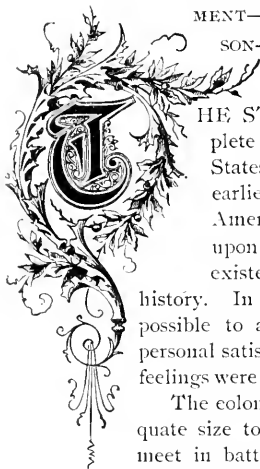 MENT—
SON-
THE S
plete
States
earlie
Amer
upon
existe
history. In
possible to a
personal satis
feelings were
The color
quate size to
meet in batt